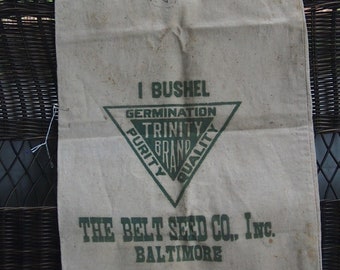 1 BUSHEL
GERMINATION
TRINITY
BRAND
PURITY
QUALITY
THE BELT SEED CO., INC.
BALTIMORE